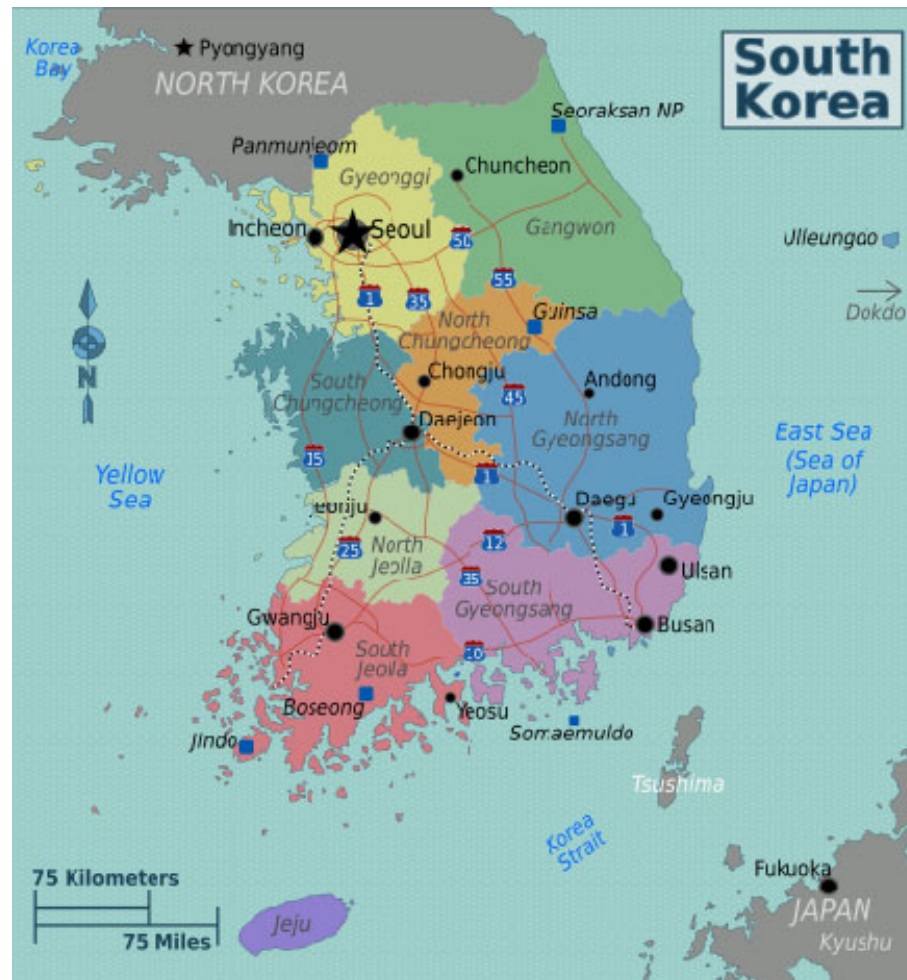 Korea
Bay
Pyongyang
NORTH KOREA
South
Korea
Seoraksan NP
Panmunjeom
Gyeonggi
Chuncheon
Incheon
Seoul
Gangwon
50
Ulleungoo
55
1
35
Dokdo
Guinsa
North
Chungcheong
N
South
Chungcheong
Chongju
45
Andong
Daejeon
North
Gyeongsang
East Sea
(Sea of
Japan)
15
Yellow
Sea
1
Daegu
Gyeongju
eonju
1
25
North
Jeolla
12
35
South
Gyeongsang
Ulsan
Gwangju
Busan
South
Jeolla
10
Boseong
Yeosu
Somaemuldo
Jindo
Tsushima
Korea
Strait
75 Kilometers
75 Miles
Jeju
Fukuoka
JAPAN
Kyushu